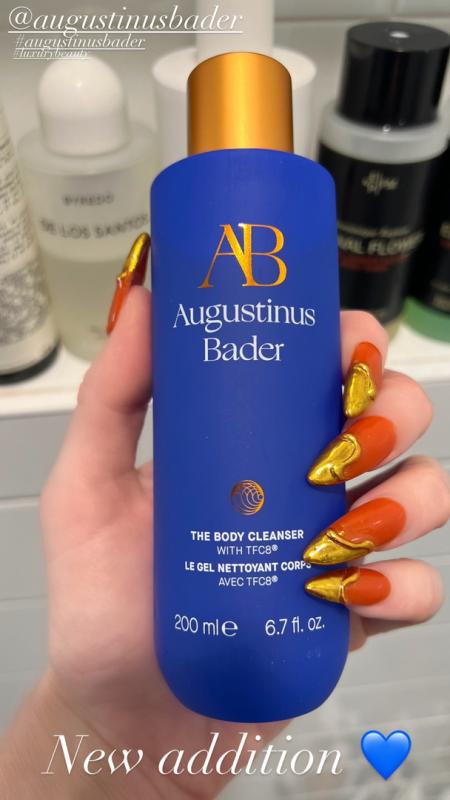 @augustinusbader
#augustinusbader
#luxurybeauty
BYREDO
DE LOS SANTOS
AB
Augustinus
Bader
THE BODY CLEANSER
WITH TFC8®
LE GEL NETTOYANT CORPS
AVEC TFC8®
200 ml e 6.7 fl. oz.
New addition 💙